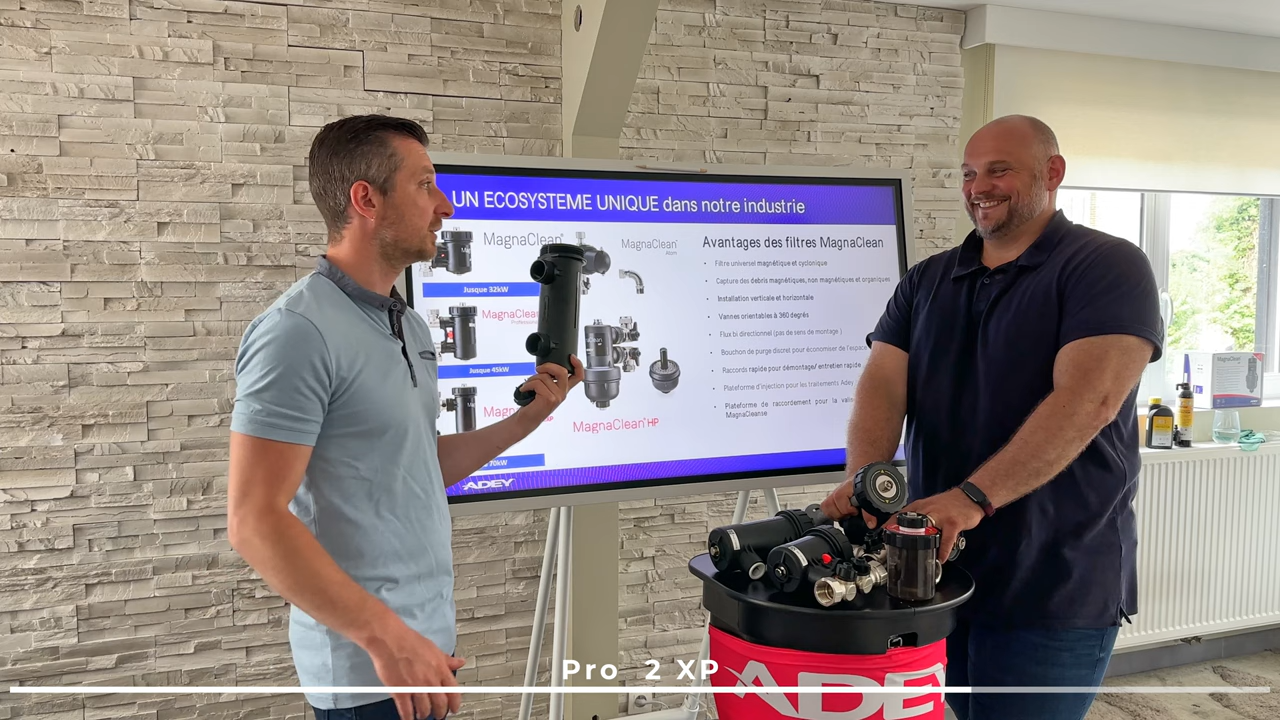 UN ECOSYSTEME UNIQUE dans notre industrie
MagnaClean®
Jusque 32kW
Jusque 45kW
70kW
MagnaClean®
Atom
MagnaClean® HP
Avantages des filtres MagnaClean
• Filtre universel magnétique et cyclonique
• Capture des debris magnétiques, non magnétiques et organiques
• Installation verticale et horizontale
• Vannes orientables à 360 degrés
• Flux bi directionnel (pas de sens de montage )
• Bouchon de purge discret pour économiser de l'espace
• Raccords rapide pour démontage/ entretien rapide
• Plateforme d'injection pour les traitements Adey
• Plateforme de raccordement pour la
MagnaCleanse
ADEY
ADEY
Pro 2 XP